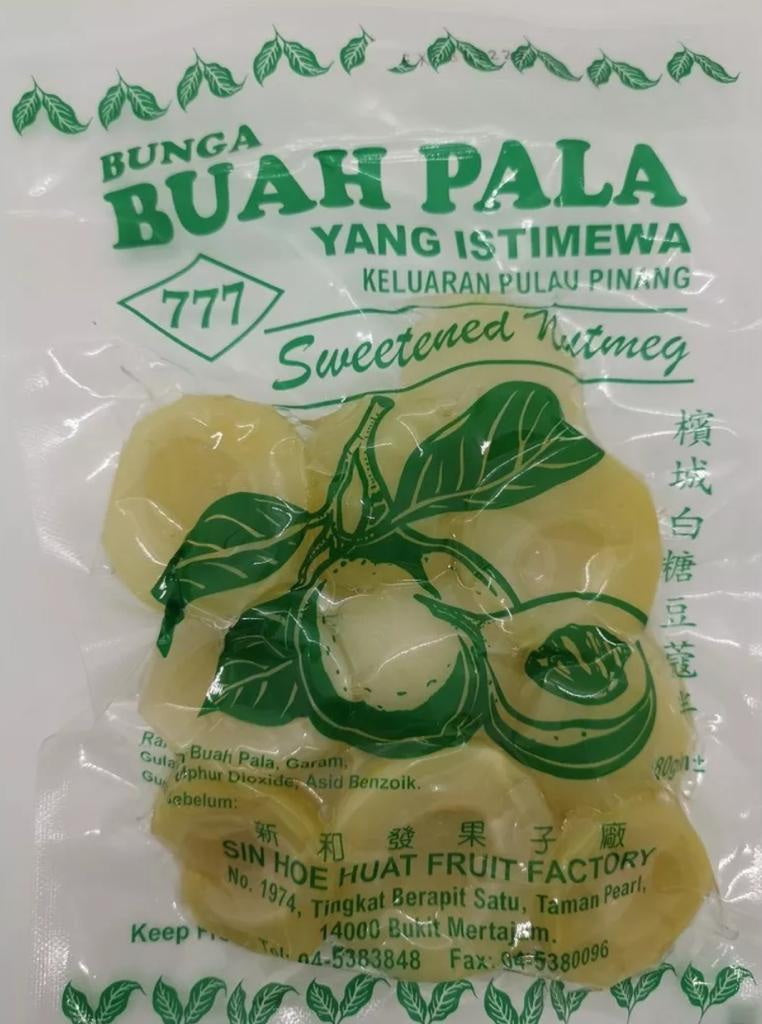 BUNGA
BUAH PALA
YANG ISTIMEWA
KELUARAN PULAU PINANG
777
Sweetened Nutmeg
檳城白糖豆蔻
Buah Pala, Garam,
Gula
Sulphur Dioxide, Asid Benzoik.
Sebelum:
80gm±
新和發果子廠
SIN HOE HUAT FRUIT FACTORY
No. 1974, Tingkat Berapit Satu, Taman Pearl,
14000 Bukit Mertajam.
Keep
Tel: 04-5383848 Fax: 04-5380096